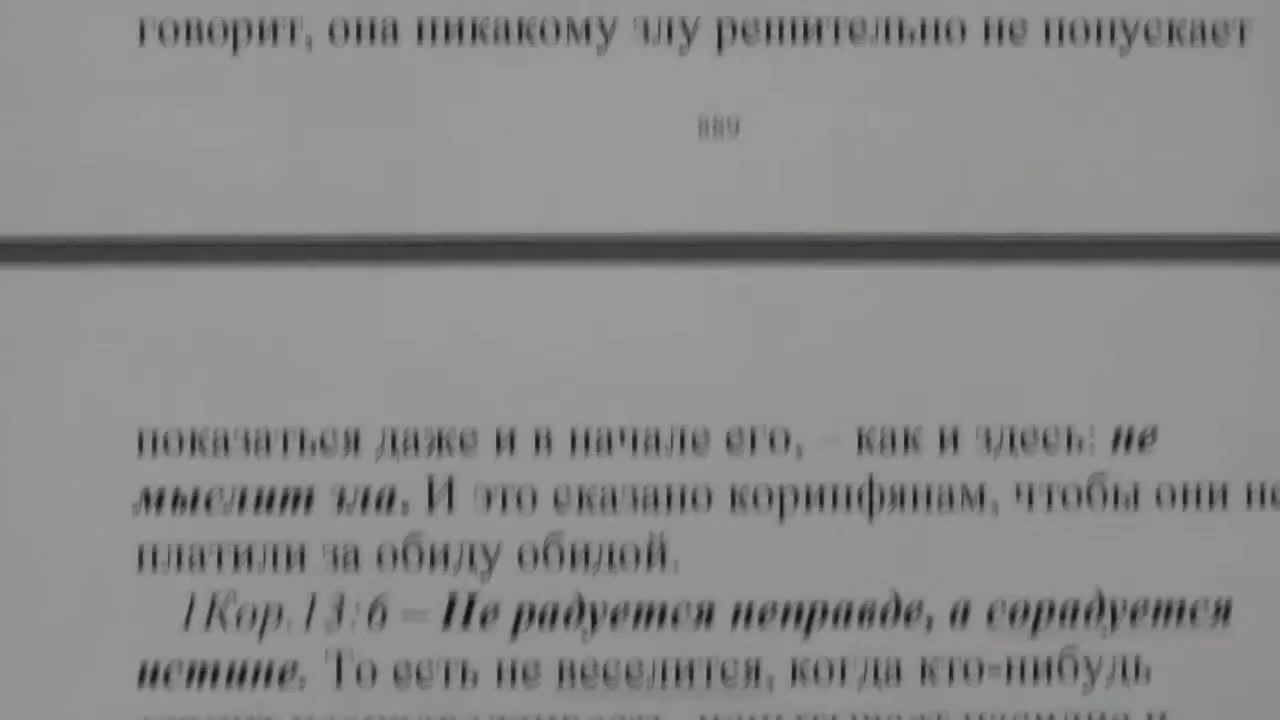 говорит, она никакому злу решительно не попускает
889
показаться даже и в начале его, – как и здесь: не
мыслит зла. И это сказано коринфянам, чтобы они не
платили за обиду обидой.
1Кор.13:6 – Не радуется неправде, а сорадуется
истине. То есть не веселится, когда кто-нибудь